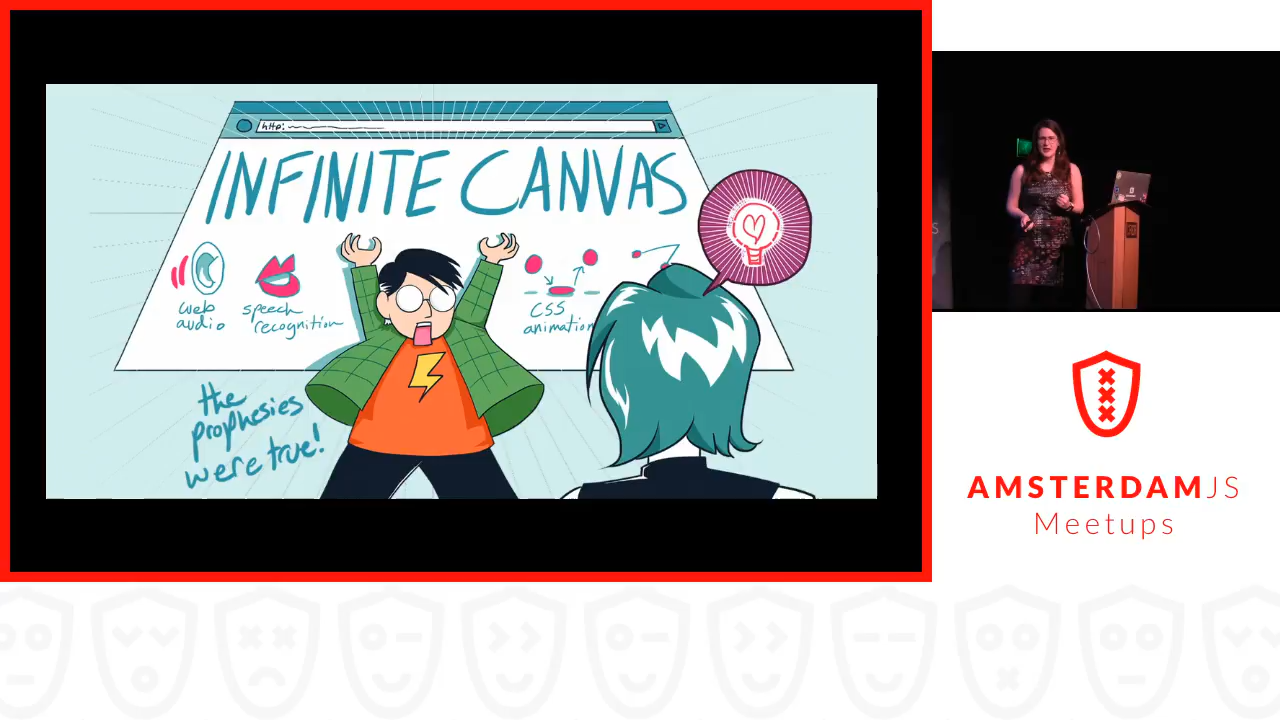 http:
INFINITE CANVAS
web
audio
speech
recognition
CSS
animation
the
prophesies
were true!
AMSTERDAMJS
Meetups